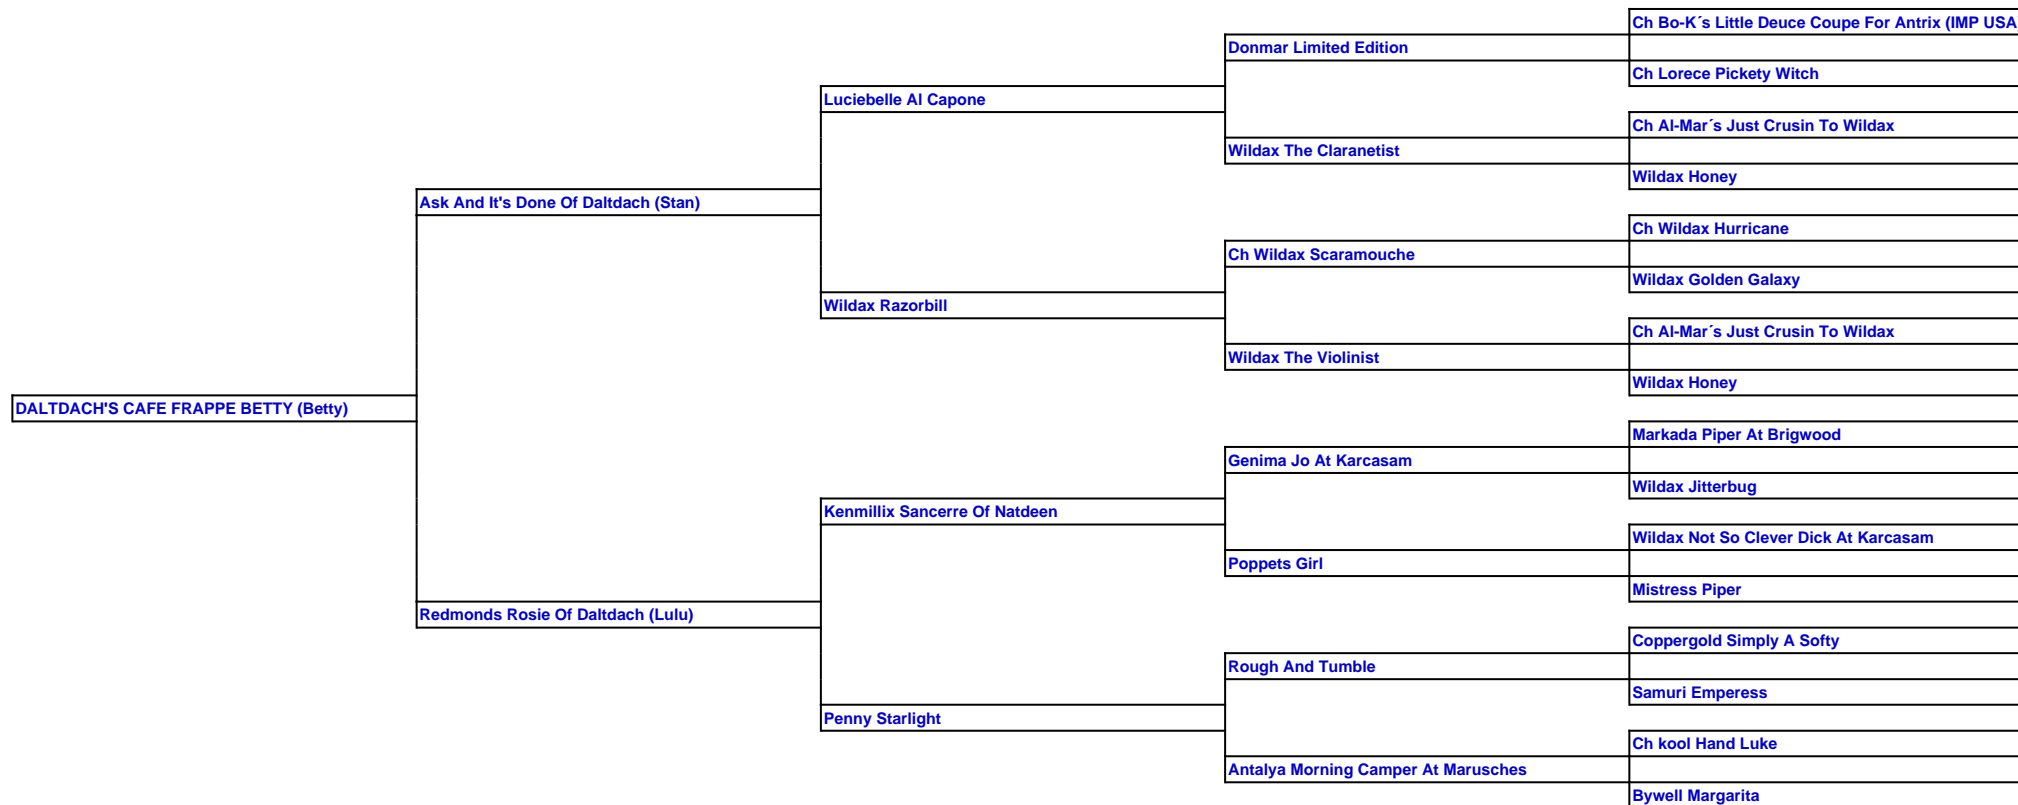 Ch Bo-K´s Little Deuce Coupe For Antrix (IMP USA
Donmar Limited Edition
Ch Lorece Pickety Witch
Luciebelle Al Capone
Ch Al-Mar´s Just Crusin To Wildax
Wildax The Claranetist
Wildax Honey
Ask And It's Done Of Daltdach (Stan)
Ch Wildax Hurricane
Ch Wildax Scaramouche
Wildax Golden Galaxy
Wildax Razorbill
Ch Al-Mar´s Just Crusin To Wildax
Wildax The Violinist
Wildax Honey
DALTDACH'S CAFE FRAPPE BETTY (Betty)
Markada Piper At Brigwood
Genima Jo At Karcasam
Wildax Jitterbug
Kenmillix Sancerre Of Natdeen
Wildax Not So Clever Dick At Karcasam
Poppets Girl
Mistress Piper
Redmonds Rosie Of Daltdach (Lulu)
Coppergold Simply A Softy
Rough And Tumble
Samuri Emperess
Penny Starlight
Ch kool Hand Luke
Antalya Morning Camper At Marusches
Bywell Margarita